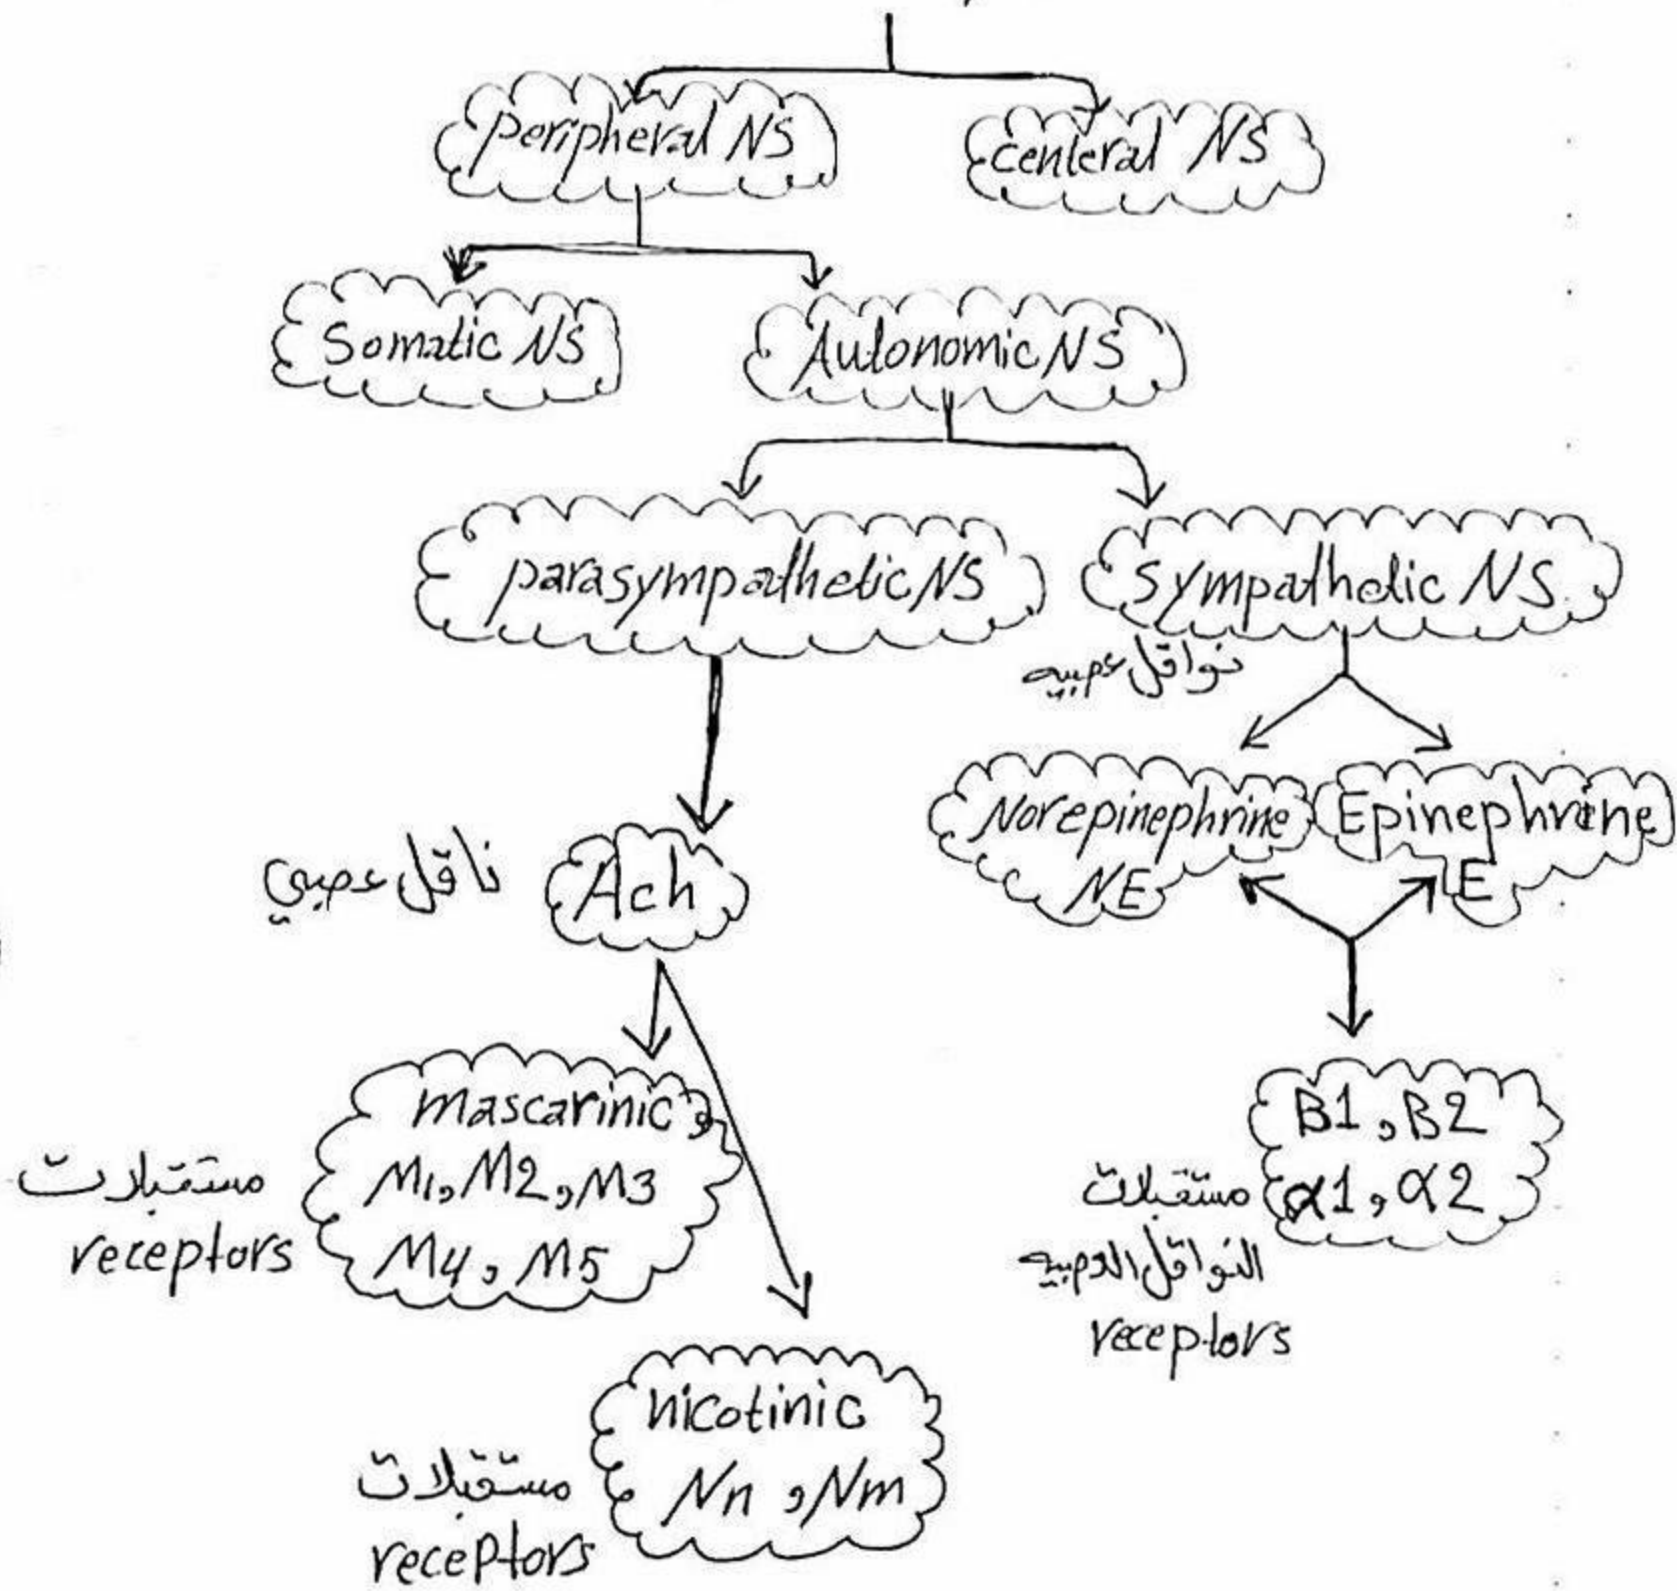 peripheral NS
centeral NS
Somatic NS
Autonomic NS
parasympathetic NS
sympathetic NS
نواقل عصبيه
Norepinephrine
NE
Epinephrine
E
ناقل عصبي
Ach
mascarinic
M1, M2, M3
M4, M5
مستقبلات
receptors
B1, B2
α1, α2
مستقبلات
النواقل العصبيه
receptors
nicotinic
Nn, Nm
مستقبلات
receptors